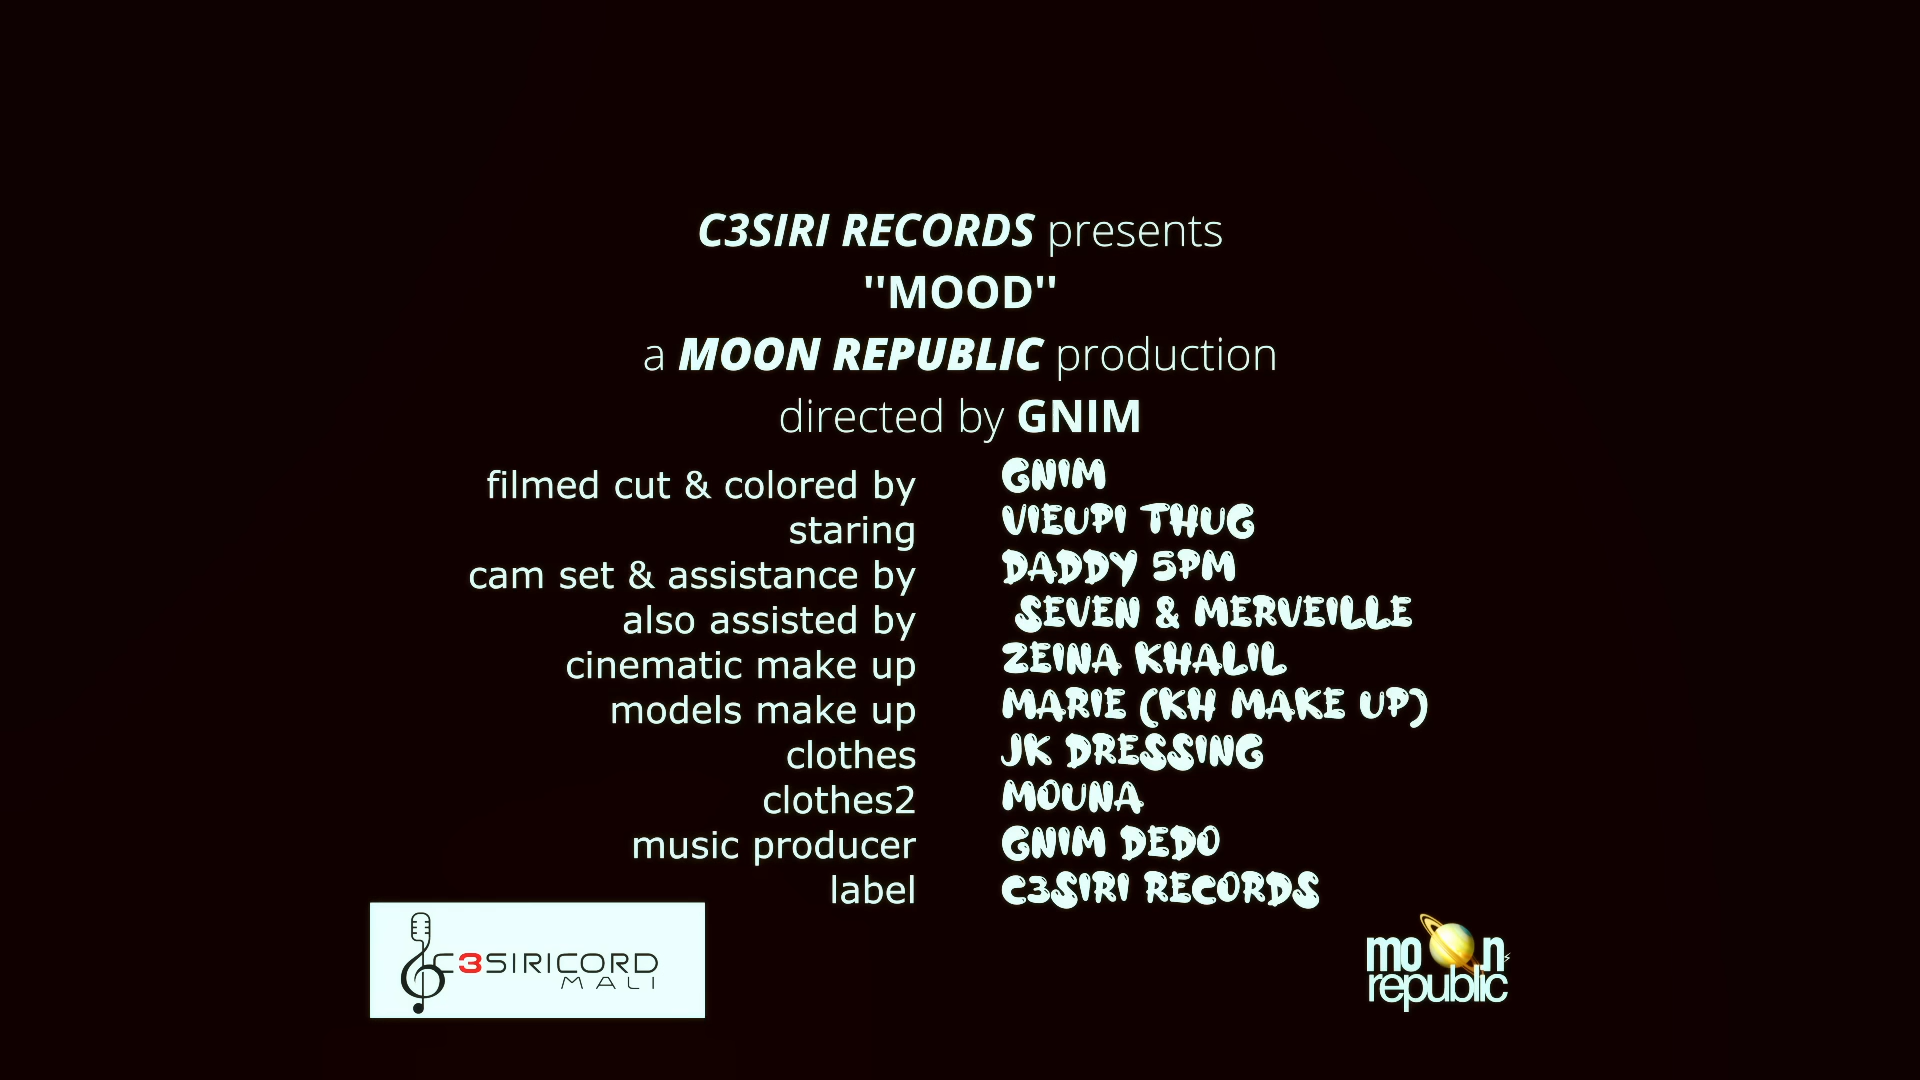 C3SIRI RECORDS presents
"MOOD"
a MOON REPUBLIC production
directed by GNIM
filmed cut & colored by GNIM
staring VIEUPI THUG
cam set & assistance by DADDY 5PM
also assisted by SEVEN & MERVEILLE
cinematic make up ZEINA KHALIL
models make up MARIE (KH MAKE UP)
clothes JK DRESSING
clothes2 MOUNA
music producer GNIM DEDO
label C3SIRI RECORDS
C3SIRICORD
MALI
moon
republic